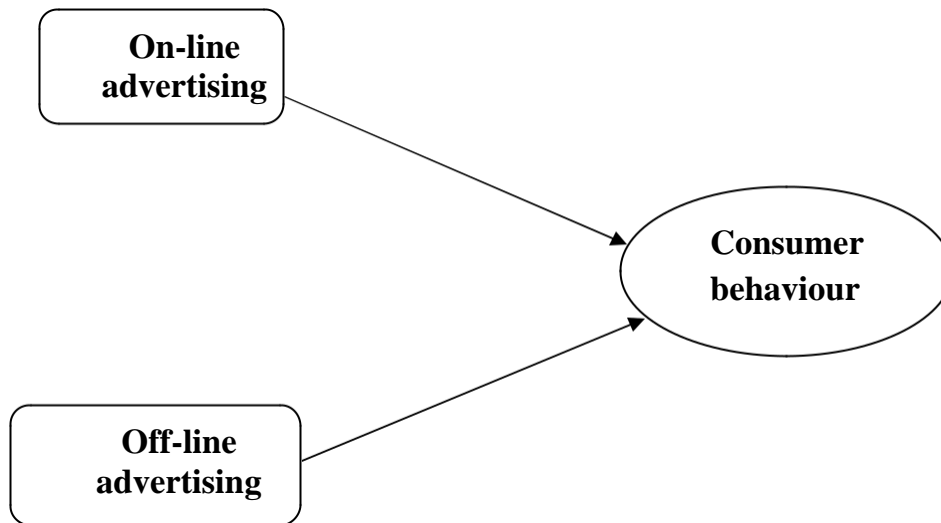 On-line
advertising
Consumer
behaviour
Off-line
advertising